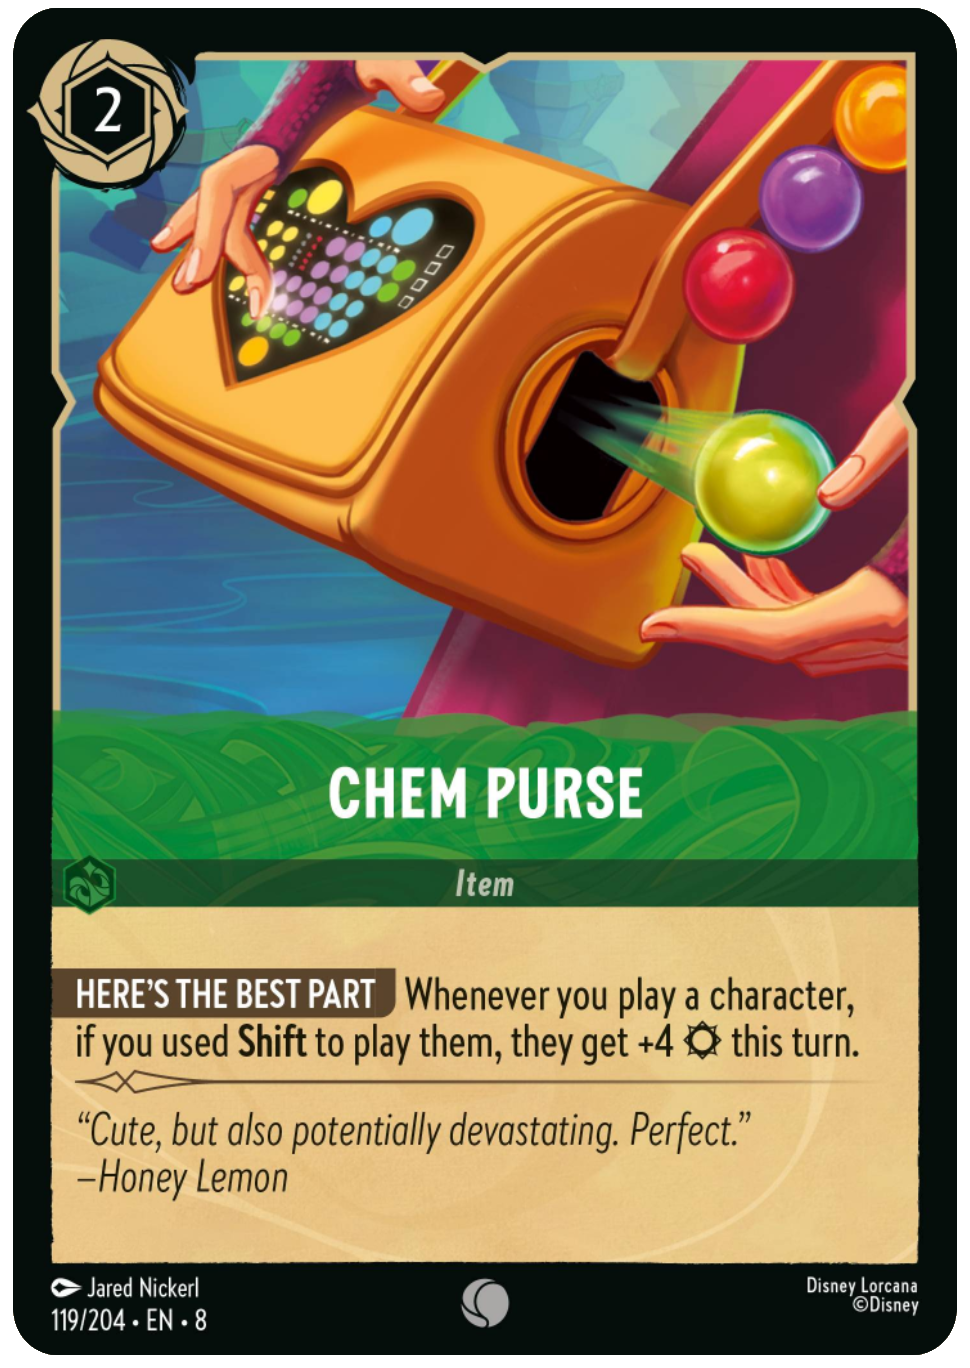 2
CHEM PURSE
Item
HERE'S THE BEST PART Whenever you play a character,
if you used Shift to play them, they get +4 this turn.
“Cute, but also potentially devastating. Perfect.”
–Honey Lemon
Jared Nickerl
119/204 • EN • 8
Disney Lorcana
©Disney